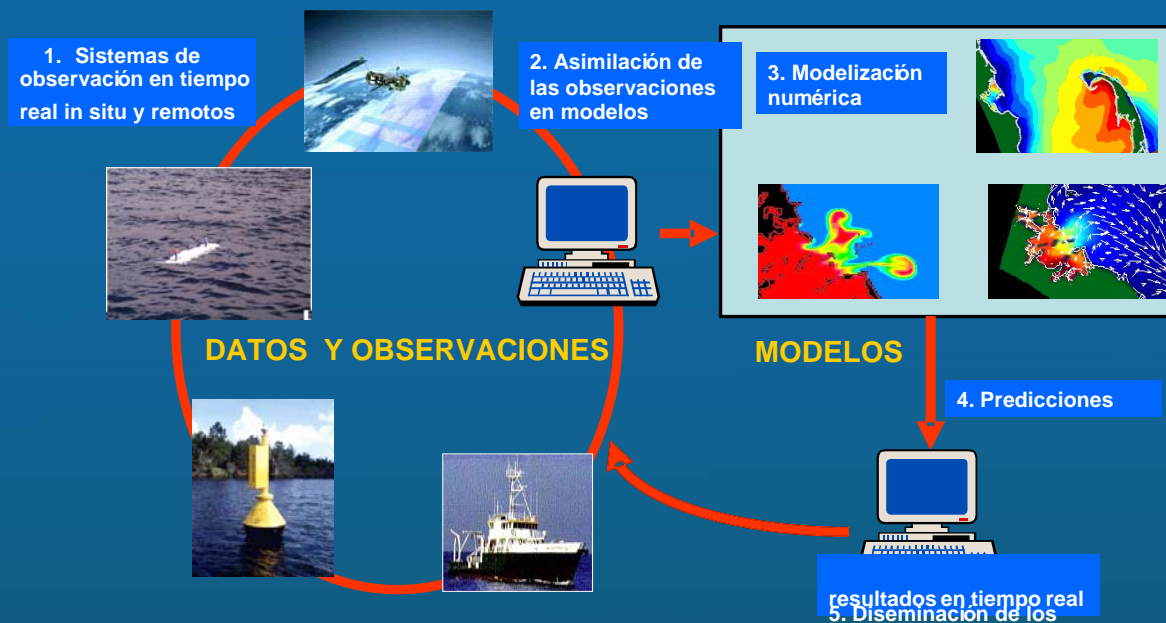 1. Sistemas de
observación en tiempo
real in situ y remotos
2. Asimilación de
las observaciones
en modelos
3. Modelización
numérica
DATOS Y OBSERVACIONES
MODELOS
4. Predicciones
resultados en tiempo real
5. Diseminación de los